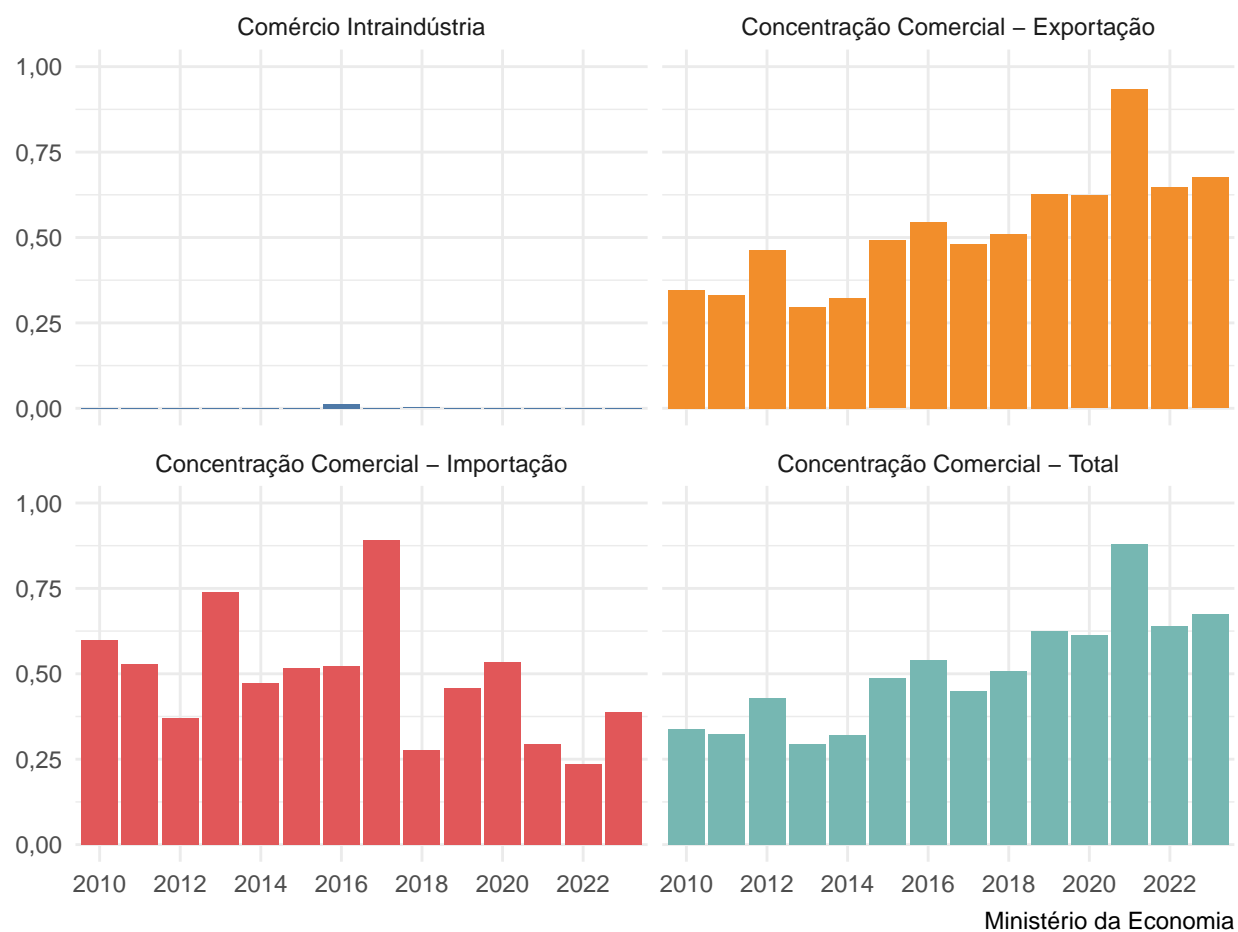 Comércio Intraindústria
Concentração Comercial – Exportação
1,00
0,75
0,50
0,25
0,00
Concentração Comercial – Importação
Concentração Comercial – Total
1,00
0,75
0,50
0,25
0,00
2010 2012 2014 2016 2018 2020 2022
2010 2012 2014 2016 2018 2020 2022
Ministério da Economia